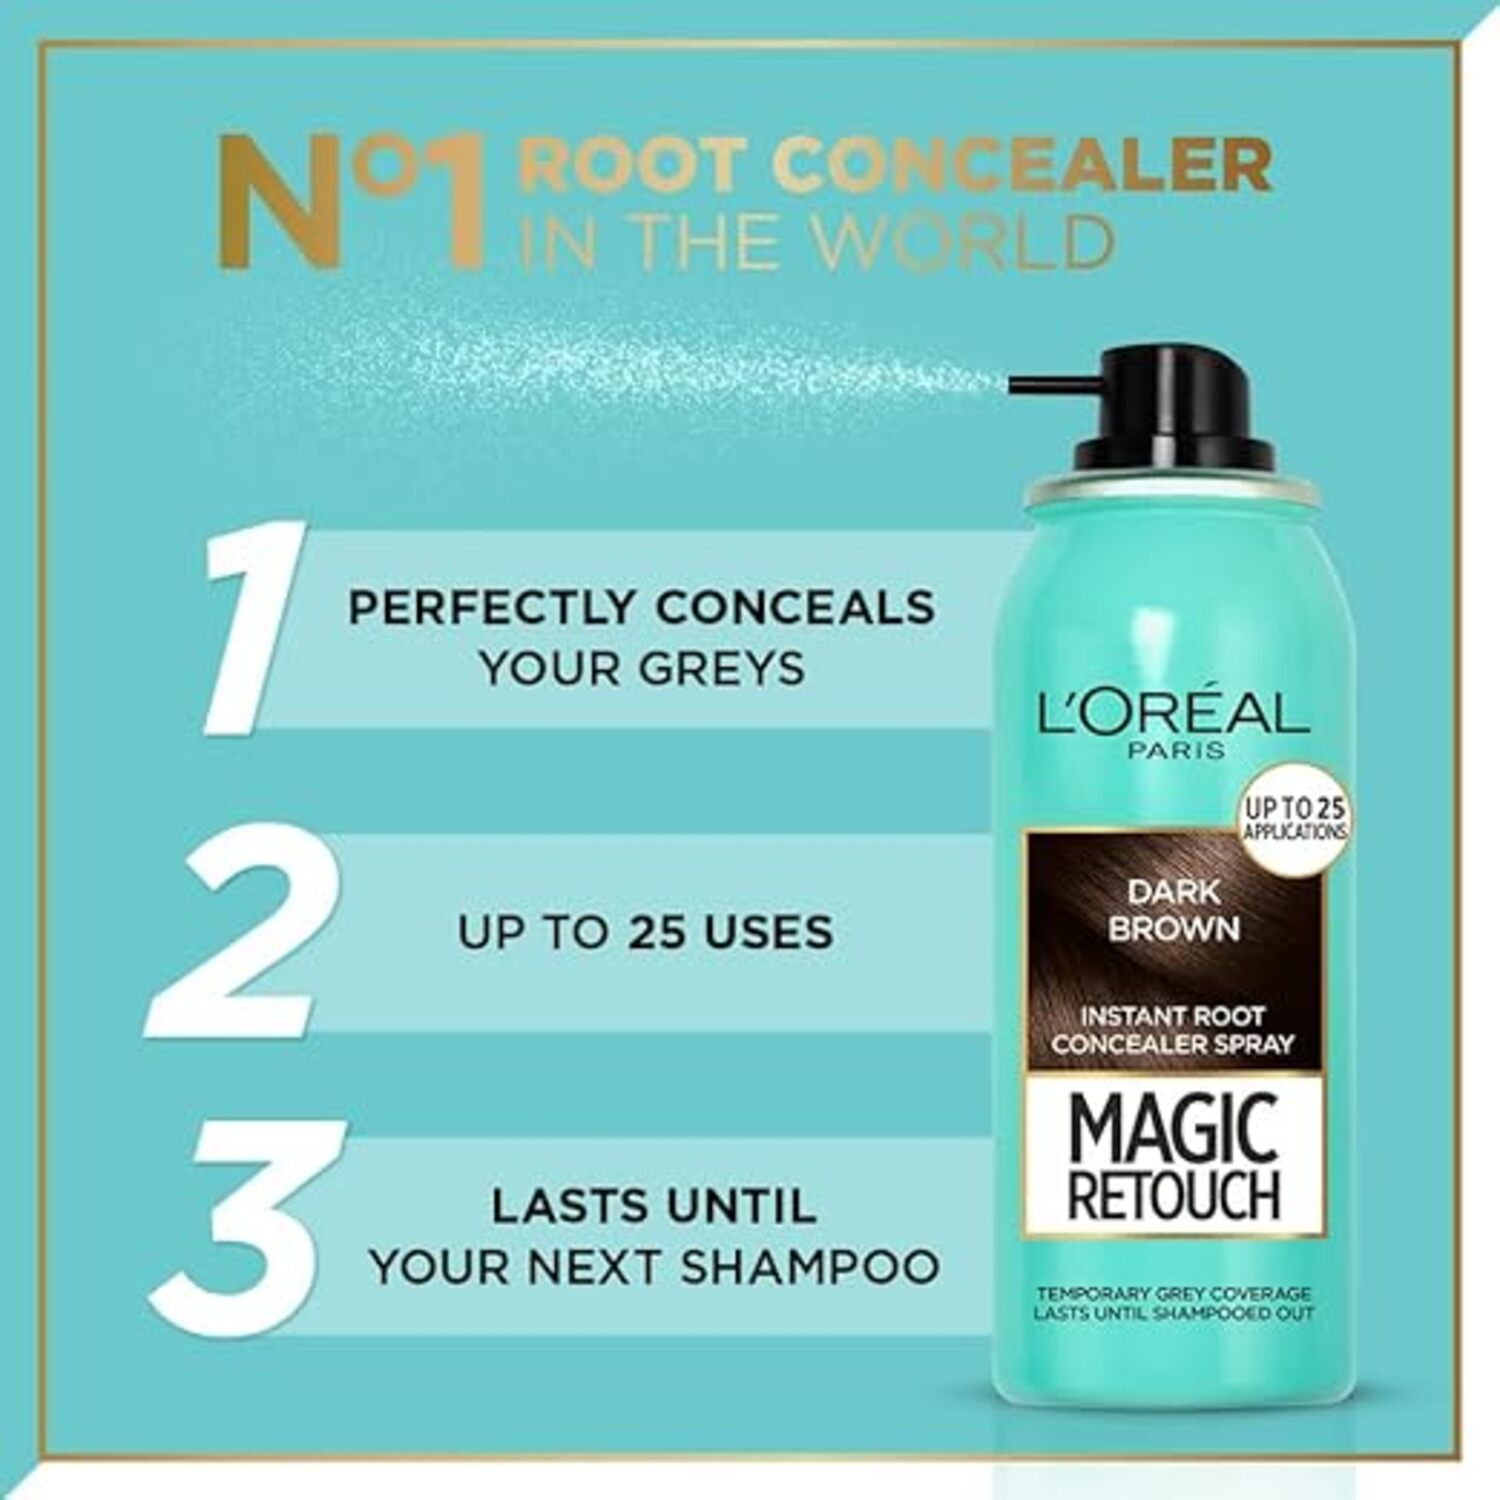 Nº1 ROOT CONCEALER
IN THE WORLD
1
PERFECTLY CONCEALS
YOUR GREYS
2
UP TO 25 USES
3
LASTS UNTIL
YOUR NEXT SHAMPOO
L'ORÉAL
PARIS
UP TO 25
APPLICATIONS
DARK
BROWN
INSTANT ROOT
CONCEALER SPRAY
MAGIC
RETOUCH
TEMPORARY GREY COVERAGE
LASTS UNTIL SHAMPOOED OUT